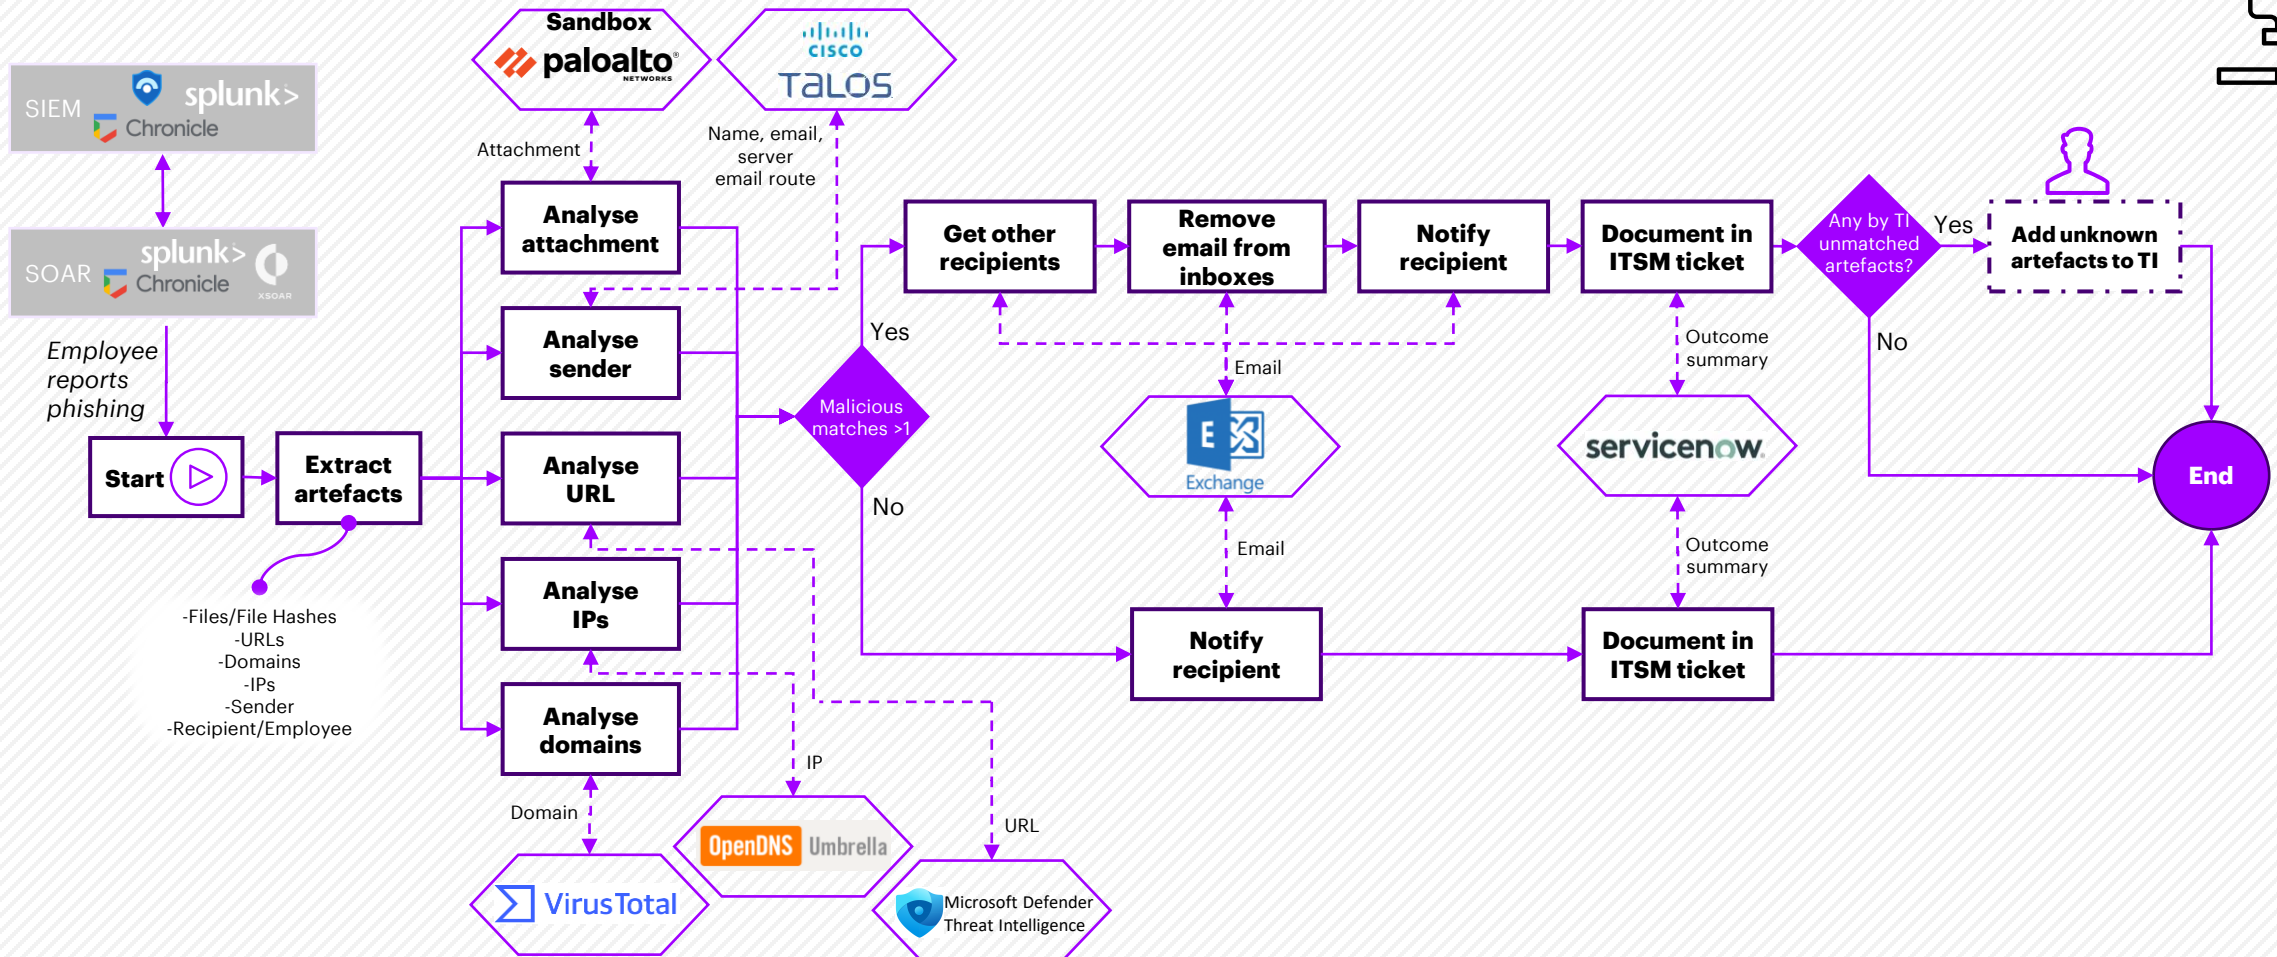 Sandbox
paloalto®
NETWORKS
CISCO
TALOS
SIEM
splunk>
Chronicle
Attachment
Name, email,
server
email route
SOAR
splunk>
Chronicle
XSOAR
Employee
reports
phishing
Start
Extract
artefacts
-Files/File Hashes
-URLs
-Domains
-IPs
-Sender
-Recipient/Employee
Analyse
attachment
Analyse
sender
Analyse
URL
Analyse
IPs
Analyse
domains
Domain
VirusTotal
IP
OpenDNS Umbrella
URL
Microsoft Defender
Threat Intelligence
Malicious
matches >1
Yes
No
Get other
recipients
Remove
email from
inboxes
Notify
recipient
Document in
ITSM ticket
Any by TI
unmatched
artefacts?
Yes
No
Add unknown
artefacts to TI
Email
E
Exchange
Email
Outcome
summary
servicenow
Outcome
summary
Notify
recipient
Document in
ITSM ticket
End